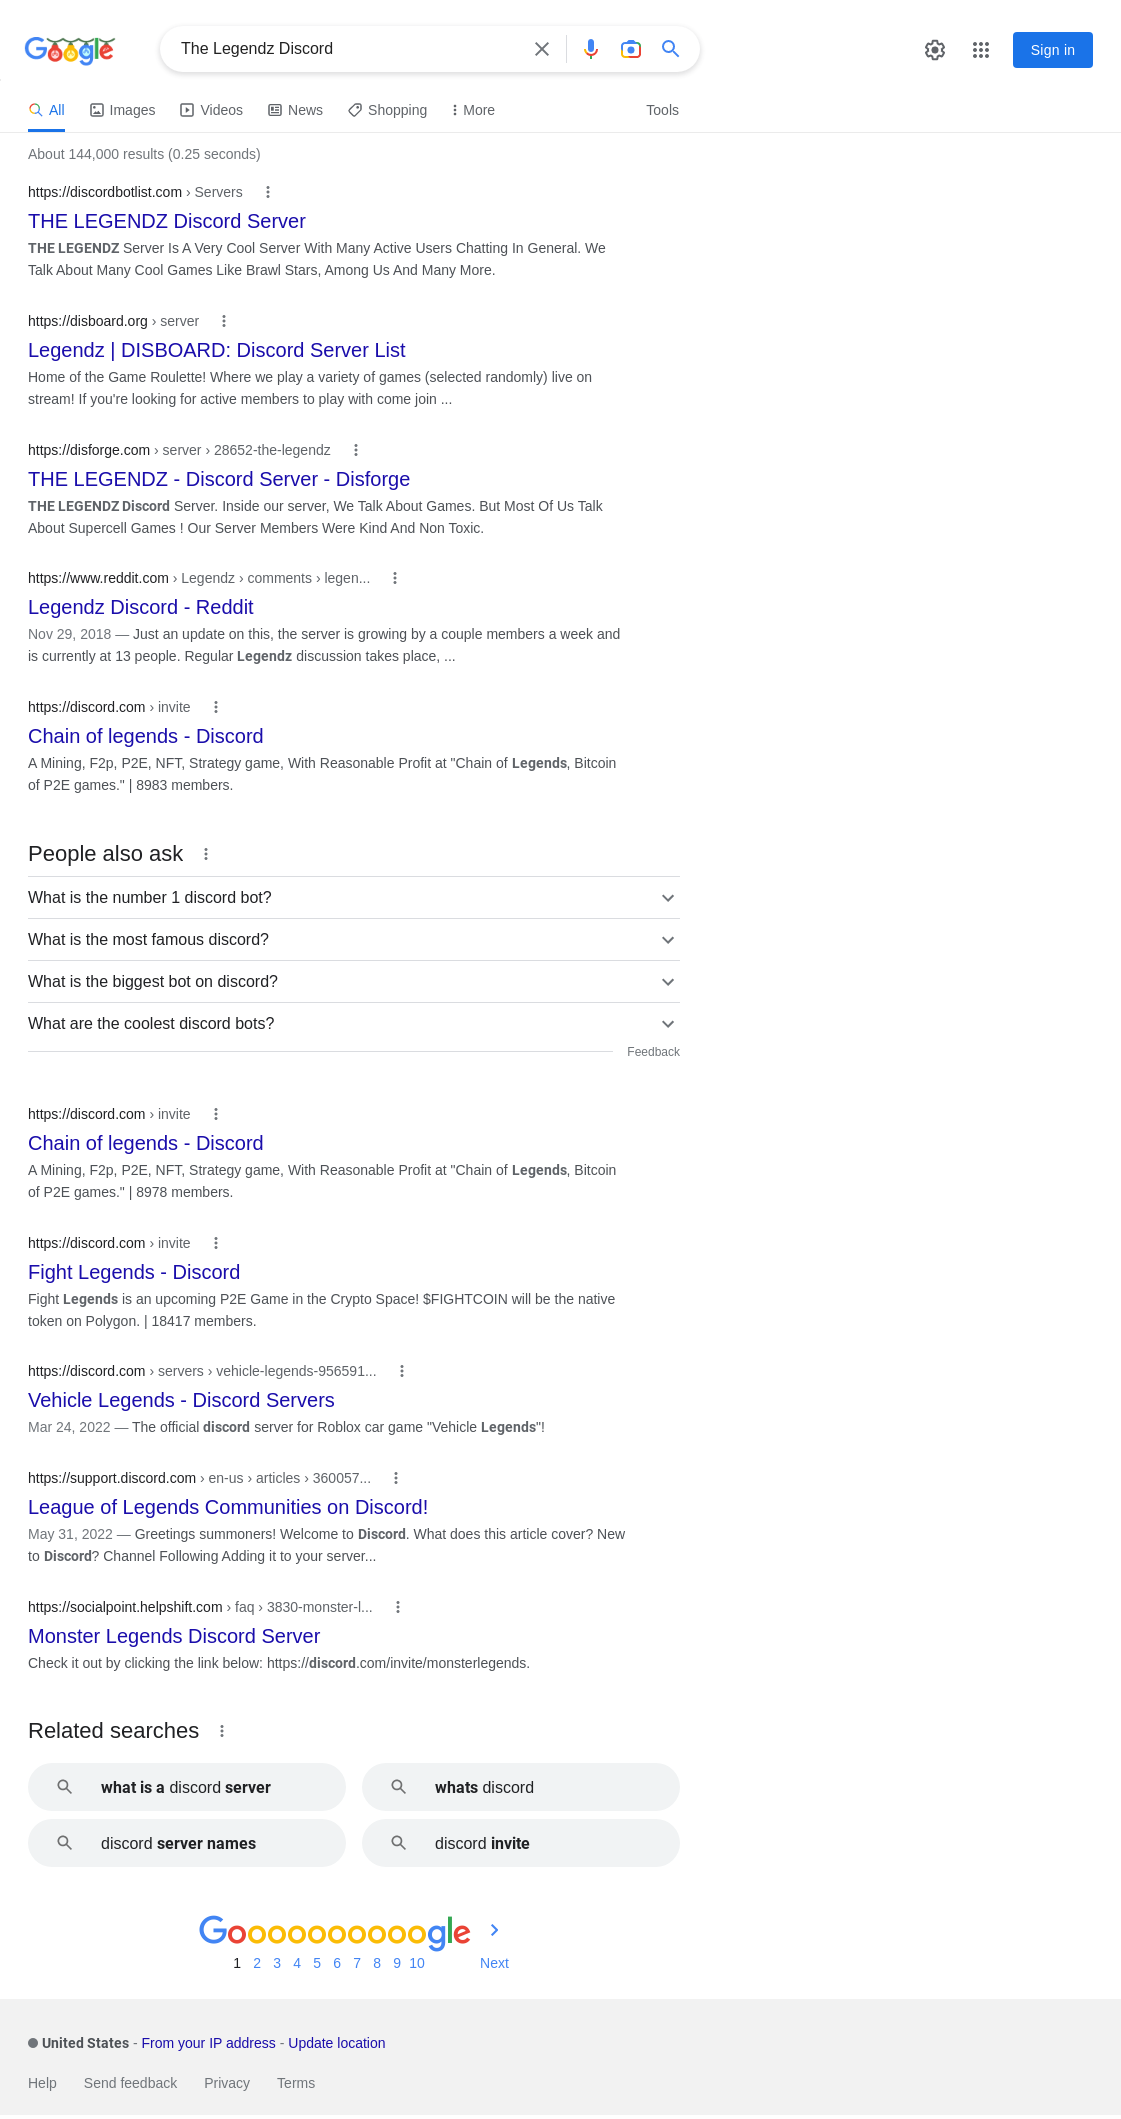 Google
The Legendz Discord
Sign in
All Images Videos News Shopping More Tools
About 144,000 results (0.25 seconds)
https://discordbotlist.com › Servers
THE LEGENDZ Discord Server
THE LEGENDZ Server Is A Very Cool Server With Many Active Users Chatting In General. We
Talk About Many Cool Games Like Brawl Stars, Among Us And Many More.
https://disboard.org › server
Legendz | DISBOARD: Discord Server List
Home of the Game Roulette! Where we play a variety of games (selected randomly) live on
stream! If you're looking for active members to play with come join ...
https://disforge.com › server › 28652-the-legendz
THE LEGENDZ - Discord Server - Disforge
THE LEGENDZ Discord Server. Inside our server, We Talk About Games. But Most Of Us Talk
About Supercell Games ! Our Server Members Were Kind And Non Toxic.
https://www.reddit.com › Legendz › comments › legen...
Legendz Discord - Reddit
Nov 29, 2018 — Just an update on this, the server is growing by a couple members a week and
is currently at 13 people. Regular Legendz discussion takes place, ...
https://discord.com › invite
Chain of legends - Discord
A Mining, F2p, P2E, NFT, Strategy game, With Reasonable Profit at "Chain of Legends, Bitcoin
of P2E games." | 8983 members.
People also ask
What is the number 1 discord bot?
What is the most famous discord?
What is the biggest bot on discord?
What are the coolest discord bots?
Feedback
https://discord.com › invite
Chain of legends - Discord
A Mining, F2p, P2E, NFT, Strategy game, With Reasonable Profit at "Chain of Legends, Bitcoin
of P2E games." | 8978 members.
https://discord.com › invite
Fight Legends - Discord
Fight Legends is an upcoming P2E Game in the Crypto Space! $FIGHTCOIN will be the native
token on Polygon. | 18417 members.
https://discord.com › servers › vehicle-legends-956591...
Vehicle Legends - Discord Servers
Mar 24, 2022 — The official discord server for Roblox car game "Vehicle Legends"!
https://support.discord.com › en-us › articles › 360057...
League of Legends Communities on Discord!
May 31, 2022 — Greetings summoners! Welcome to Discord. What does this article cover? New
to Discord? Channel Following Adding it to your server...
https://socialpoint.helpshift.com › faq › 3830-monster-l...
Monster Legends Discord Server
Check it out by clicking the link below: https://discord.com/invite/monsterlegends.
Related searches
what is a discord server
whats discord
discord server names
discord invite
Goooooooooogle
1 2 3 4 5 6 7 8 9 10 Next
United States - From your IP address - Update location
Help Send feedback Privacy Terms